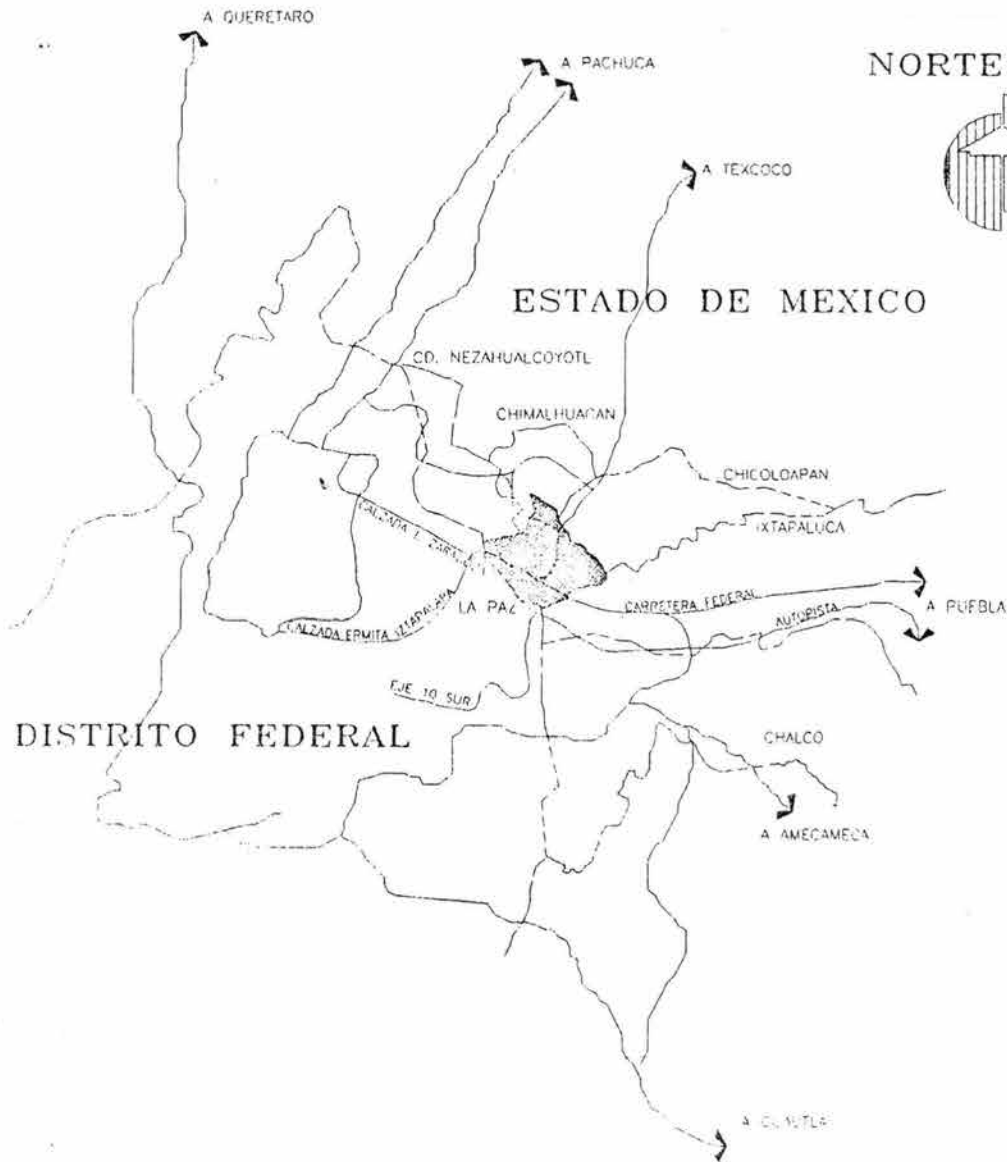 A QUERETARO
A PACHUCA
NORTE
A TEXCOCO
ESTADO DE MEXICO
CD. NEZAHUALCOYOTL
CHIMALHUACAN
CHICOLOAPAN
IXTAPALUCA
CALZADA I.
LA PAZ
CARRETERA FEDERAL
A PUEBLA
AUTOPISTA
CALZADA ERMITA IZTAPALAPA
EJE 10 SUR
DISTRITO FEDERAL
CHALCO
A AMECAMECA